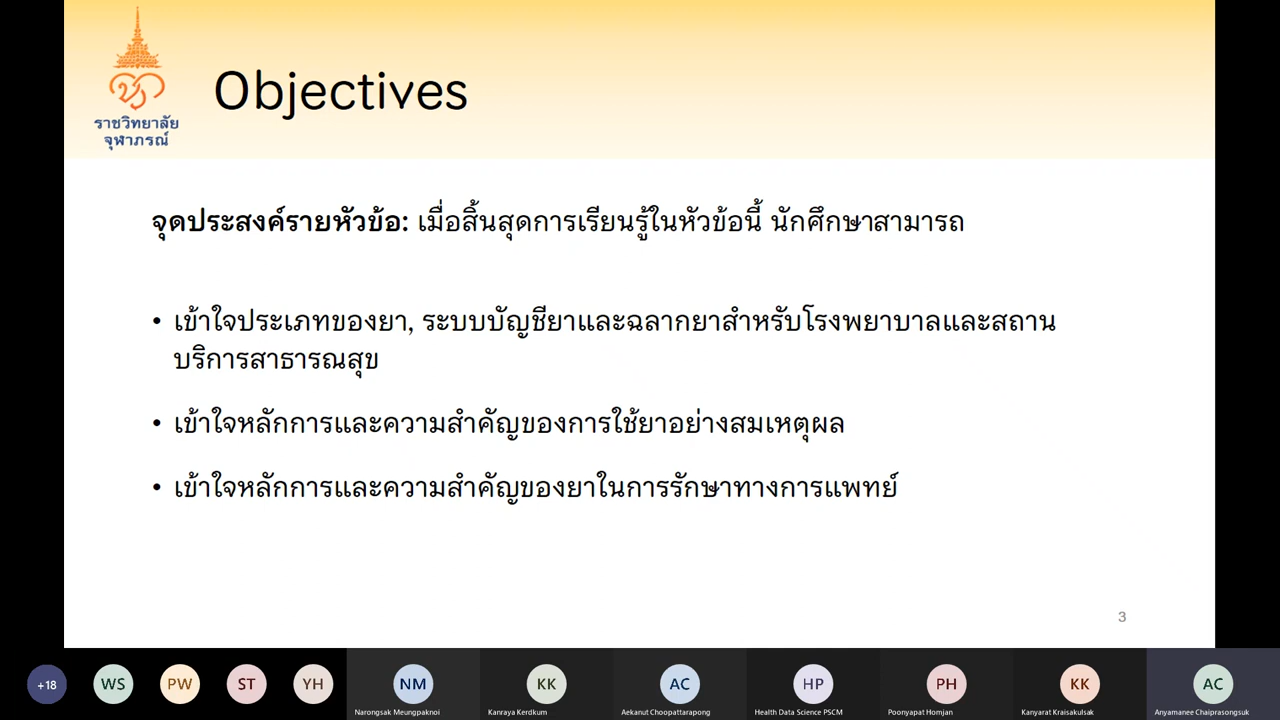 ราชวิทยาลัย
จุฬาภรณ์
Objectives
จุดประสงค์รายหัวข้อ: เมื่อสิ้นสุดการเรียนรู้ในหัวข้อนี้ นักศึกษาสามารถ
• เข้าใจประเภทของยา, ระบบบัญชียาและฉลากยาสำหรับโรงพยาบาลและสถาน
บริการสาธารณสุข
• เข้าใจหลักการและความสำคัญของการใช้ยาอย่างสมเหตุผล
• เข้าใจหลักการและความสำคัญของยาในการรักษาทางการแพทย์
3
+18 WS PW ST YH NM KK AC HP PH KK AC
Narongsak Meungpaknoi Kanraya Kerdkum Aekanut Choopattarapong Health Data Science PSCM Poonyapat Homjan Kanyarat Kraisakulsak Anyamanee Chaiprasongsuk